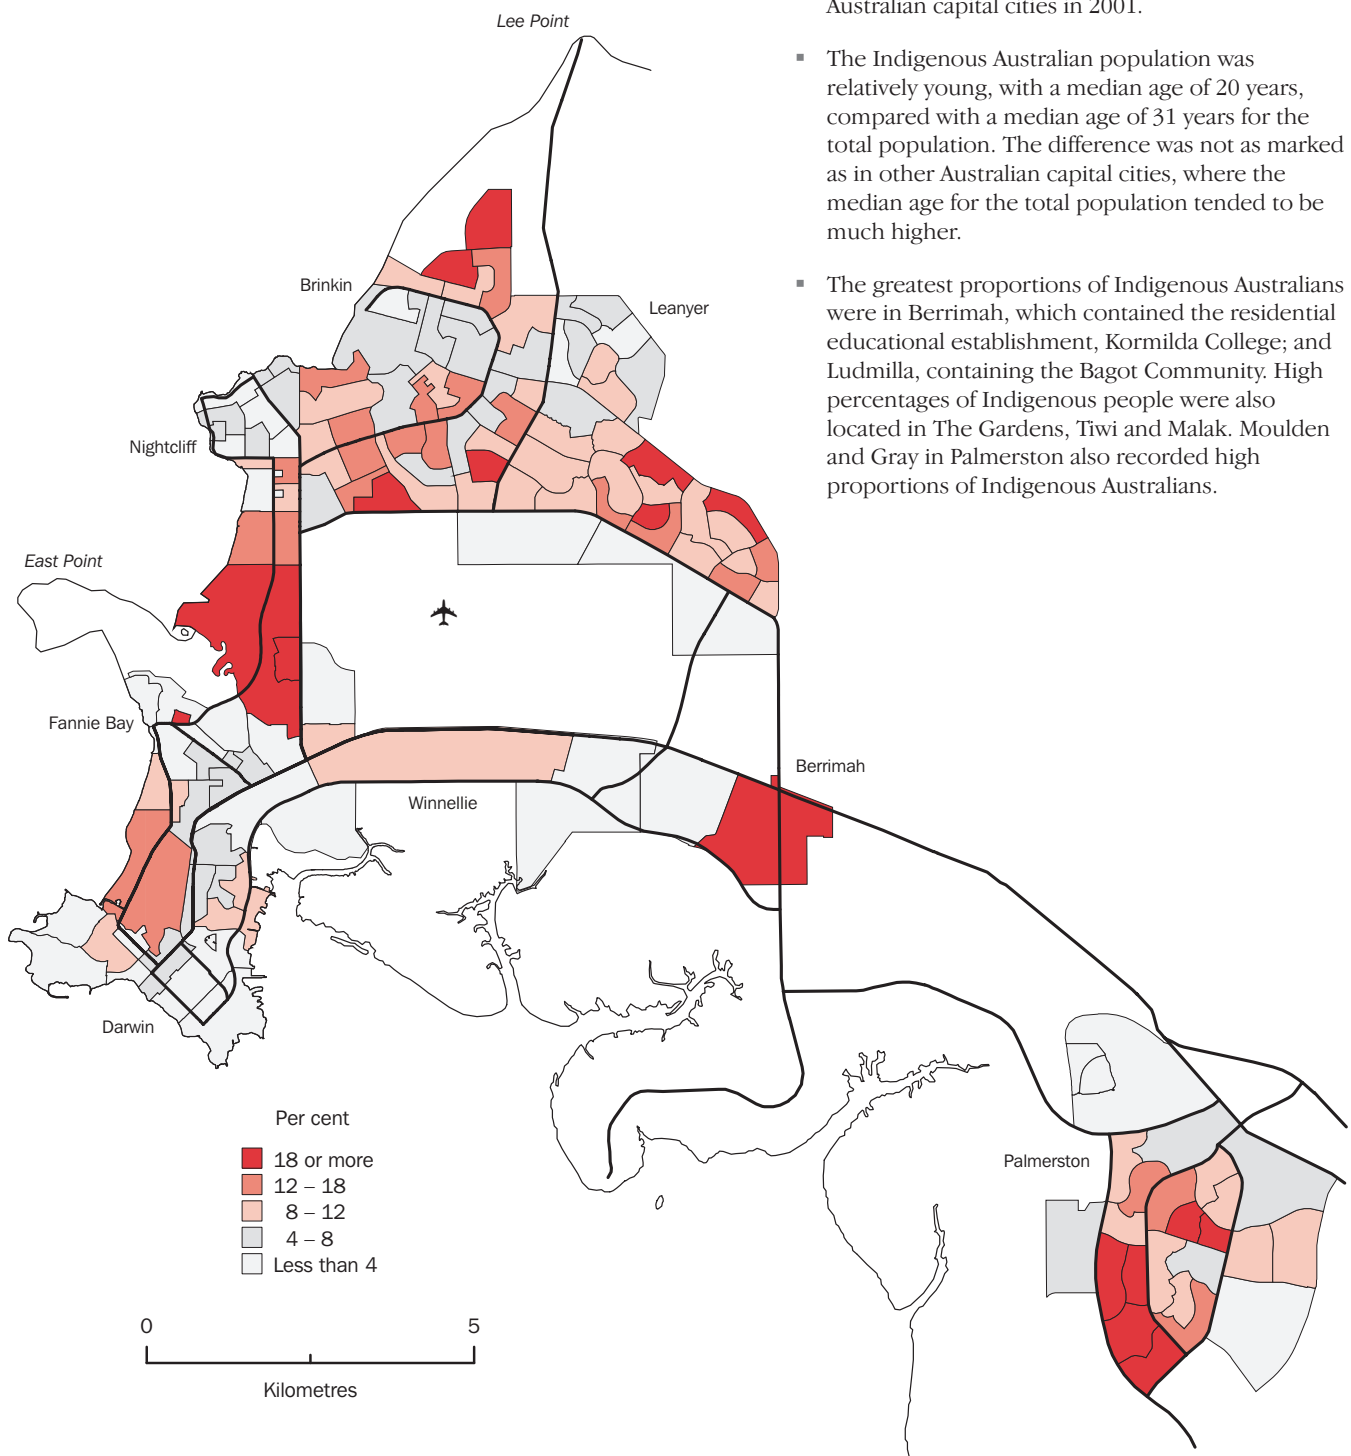 Australian capital cities in 2001.
▪ The Indigenous Australian population was
relatively young, with a median age of 20 years,
compared with a median age of 31 years for the
total population. The difference was not as marked
as in other Australian capital cities, where the
median age for the total population tended to be
much higher.
▪ The greatest proportions of Indigenous Australians
were in Berrimah, which contained the residential
educational establishment, Kormilda College; and
Ludmilla, containing the Bagot Community. High
percentages of Indigenous people were also
located in The Gardens, Tiwi and Malak. Moulden
and Gray in Palmerston also recorded high
proportions of Indigenous Australians.
Lee Point
Brinkin
Leanyer
Nightcliff
East Point
Fannie Bay
Berrimah
Winnellie
Darwin
Palmerston
Per cent
18 or more
12 – 18
8 – 12
4 – 8
Less than 4
0 5
Kilometres